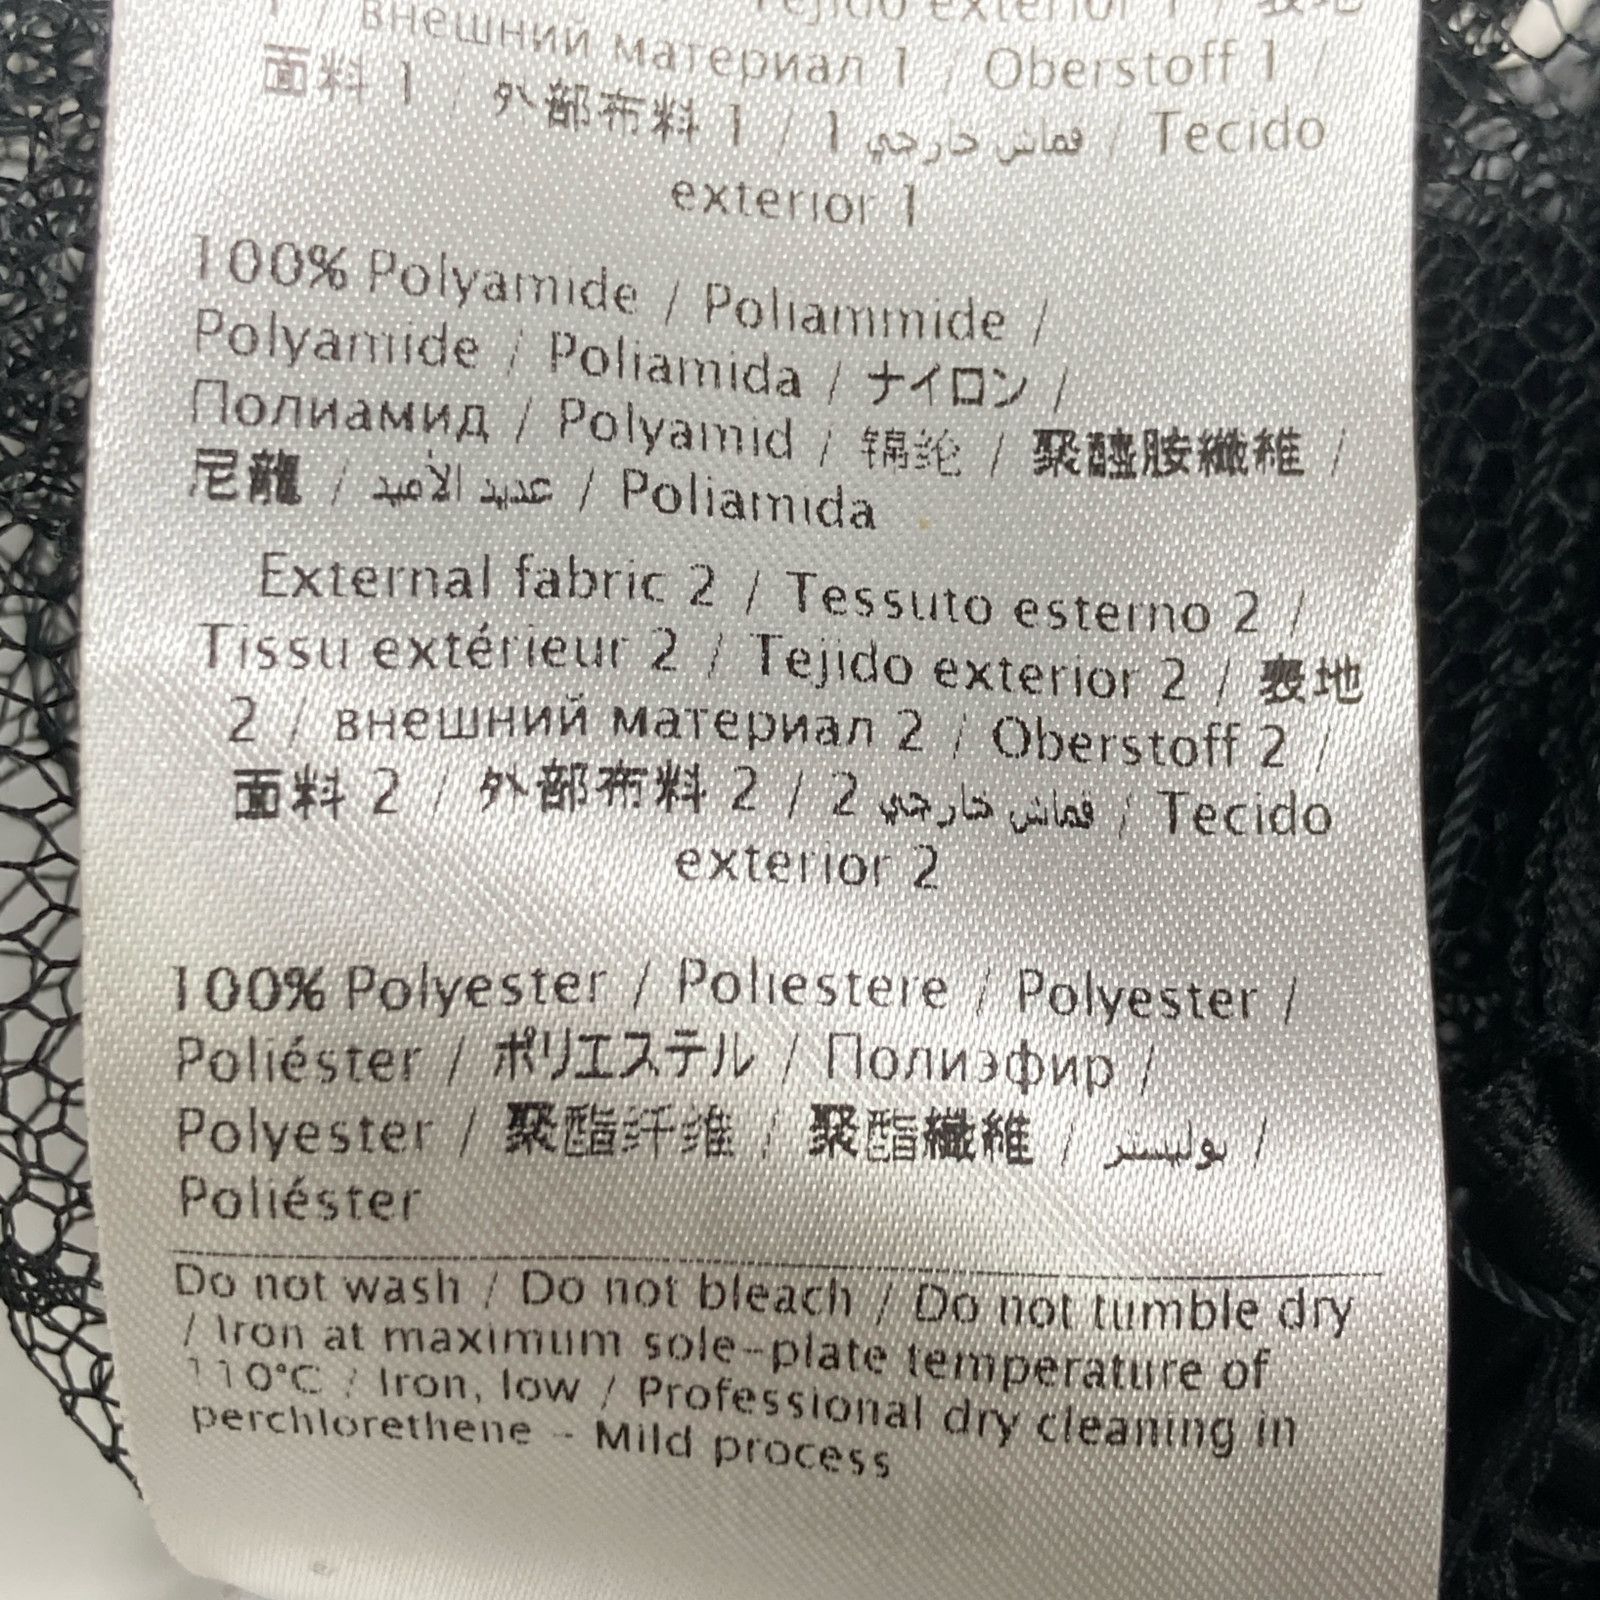 внешний материал 1 / Oberstoff 1 /
面料 1 / 外部布料 1 / 1 قماش خارجي / Tecido
exterior 1
100% Polyamide / Poliammide /
Polyamide / Poliamida / ナイロン /
Полиамид / Polyamid / 锦纶 / 聚醯胺纖維 /
尼龍 / عديد الأميد / Poliamida
External fabric 2 / Tessuto esterno 2 /
Tissu extérieur 2 / Tejido exterior 2 / 表地
2 / внешний материал 2 / Oberstoff 2 /
面料 2 / 外部布料 2 / 2 قماش خارجي / Tecido
exterior 2
100% Polyester / Poliestere / Polyester /
Poliéster / ポリエステル / Полиэфир /
Polyester / 聚酯纤维 / 聚酯纖維 / بوليستر /
Poliéster
Do not wash / Do not bleach / Do not tumble dry
/ Iron at maximum sole-plate temperature of
110°C / Iron, low / Professional dry cleaning in
perchlorethene - Mild process